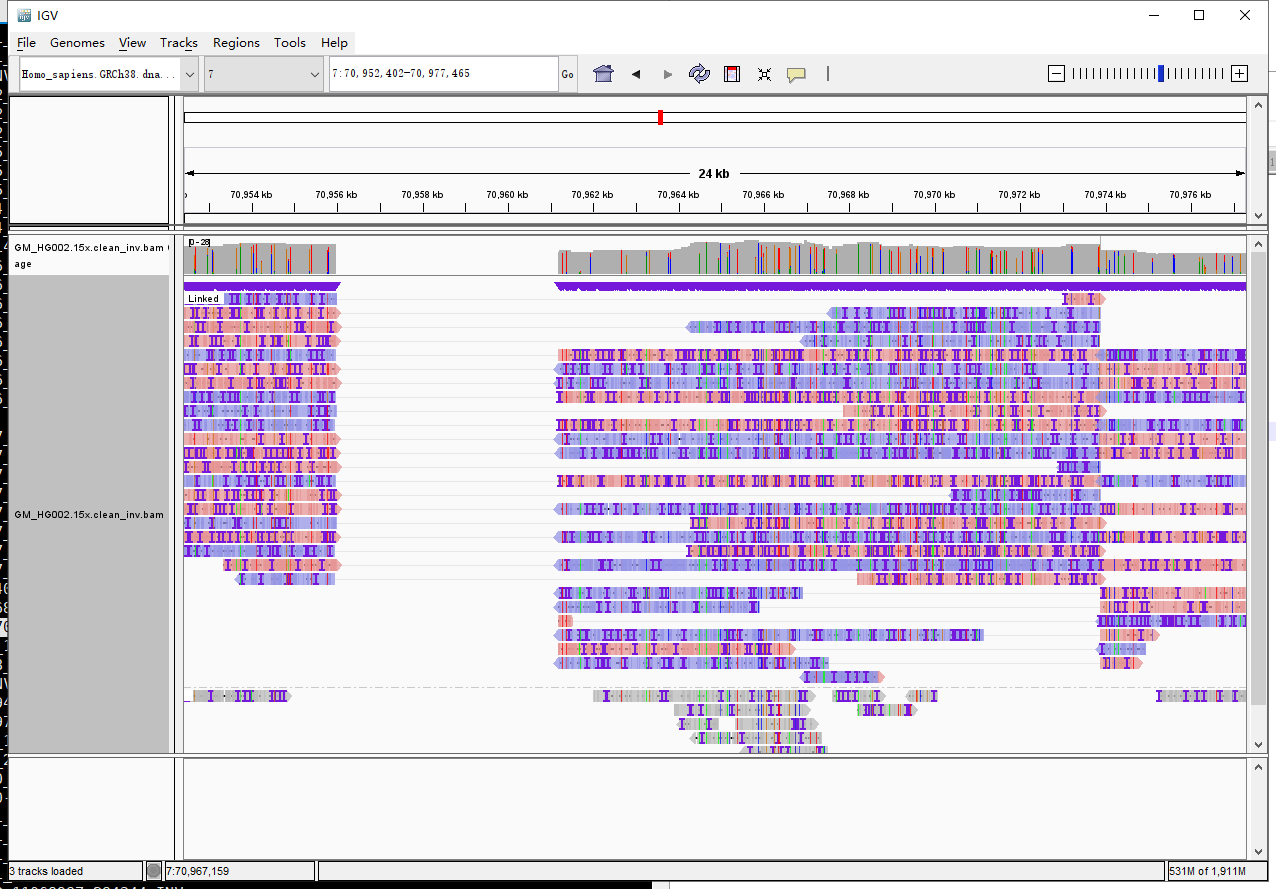 IGV
File Genomes View Tracks Regions Tools Help
Homo_sapiens.GRCh38.dna... 7 7:70,952,402-70,977,465 Go
24 kb
70,954 kb 70,956 kb 70,958 kb 70,960 kb 70,962 kb 70,964 kb 70,966 kb 70,968 kb 70,970 kb 70,972 kb 70,974 kb 70,976 kb
GM_HG002.15x.clean_inv.bam
age
[0-28]
Linked
GM_HG002.15x.clean_inv.bam
3 tracks loaded 7:70,967,159 531M of 1,911M